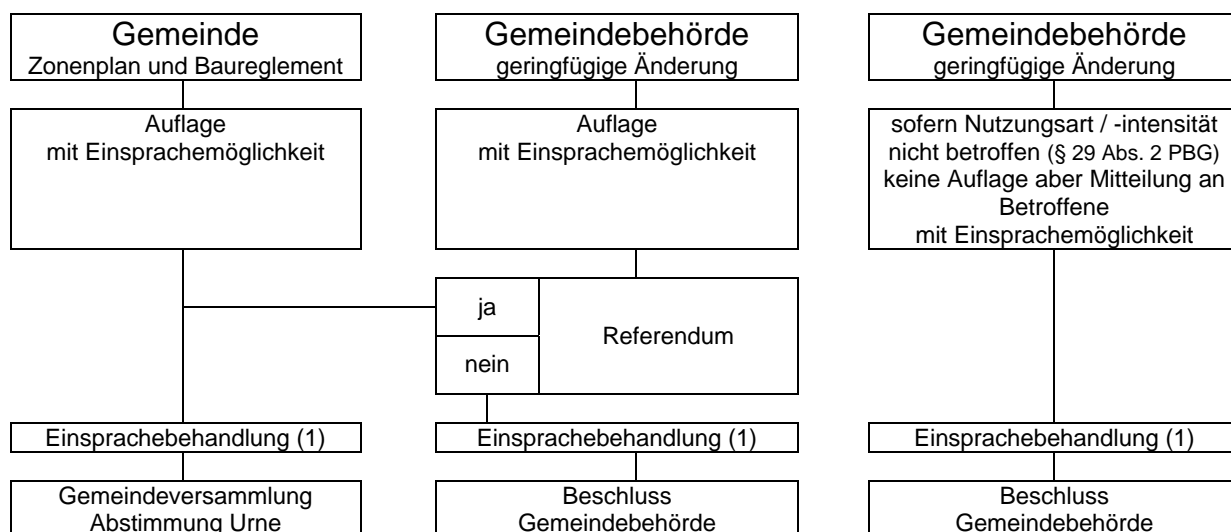 Gemeinde
Zonenplan und Baureglement
Gemeindebehörde
geringfügige Änderung
Gemeindebehörde
geringfügige Änderung
Auflage
mit Einsprachemöglichkeit
Auflage
mit Einsprachemöglichkeit
sofern Nutzungsart / -intensität
nicht betroffen (§ 29 Abs. 2 PBG)
keine Auflage aber Mitteilung an
Betroffene
mit Einsprachemöglichkeit
ja
nein
Referendum
Einsprachebehandlung (1)
Einsprachebehandlung (1)
Einsprachebehandlung (1)
Gemeindeversammlung
Abstimmung Urne
Beschluss
Gemeindebehörde
Beschluss
Gemeindebehörde